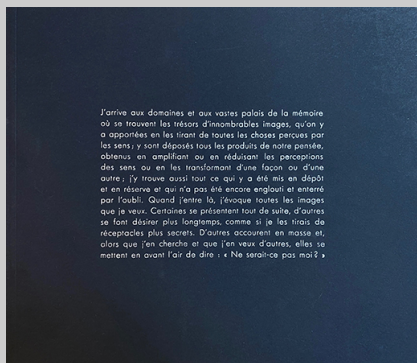 J'arrive aux domaines et aux vastes palais de la mémoire
où se trouvent les trésors d'innombrables images, qu'on y
a apportées en les tirant de toutes les choses perçues par
les sens ; y sont déposés tous les produits de notre pensée,
obtenus en amplifiant ou en réduisant les perceptions
des sens ou en les transformant d'une façon ou d'une
autre ; j'y trouve aussi tout ce qui y a été mis en dépôt
et en réserve et qui n'a pas été encore englouti et enterré
par l'oubli. Quand j'entre là, j'évoque toutes les images
que je veux. Certaines se présentent tout de suite, d'autres
se font désirer plus longtemps, comme si je les tirais de
réceptacles plus secrets. D'autres accourent en masse et,
alors que j'en cherche et que j'en veux d'autres, elles se
mettent en avant l'air de dire : « Ne serait-ce pas moi ? »